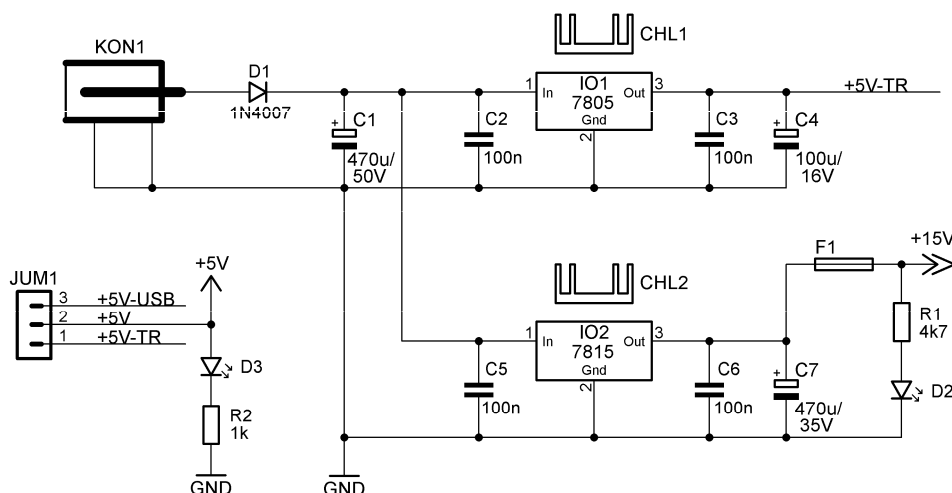 KON1
D1
1N4007
+
C1
470u/
50V
C2
100n
CHL1
1
In
IO1
7805
Out
3
Gnd
2
C3
100n
+
C4
100u/
16V
+5V-TR
JUM1
3
+5V-USB
2
+5V
1
+5V-TR
+5V
D3
R2
1k
GND
GND
CHL2
1
In
IO2
7815
Out
3
Gnd
2
C5
100n
C6
100n
+
C7
470u/
35V
F1
+15V
R1
4k7
D2